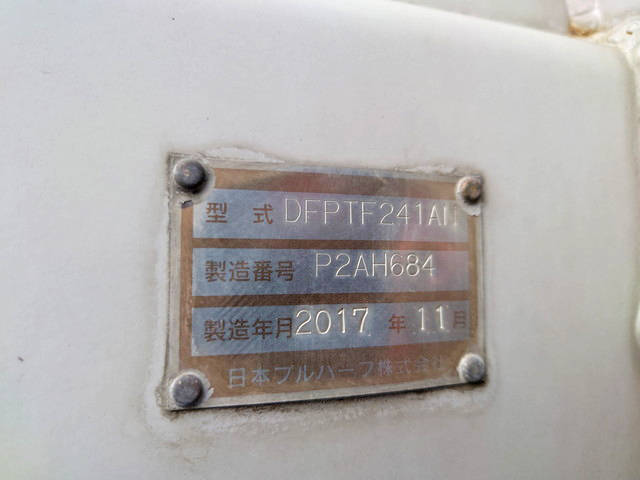 型式 DFPTF241AN
製造番号 P2AH684
製造年月 2017 年 11 月
日本フルハーフ株式会社